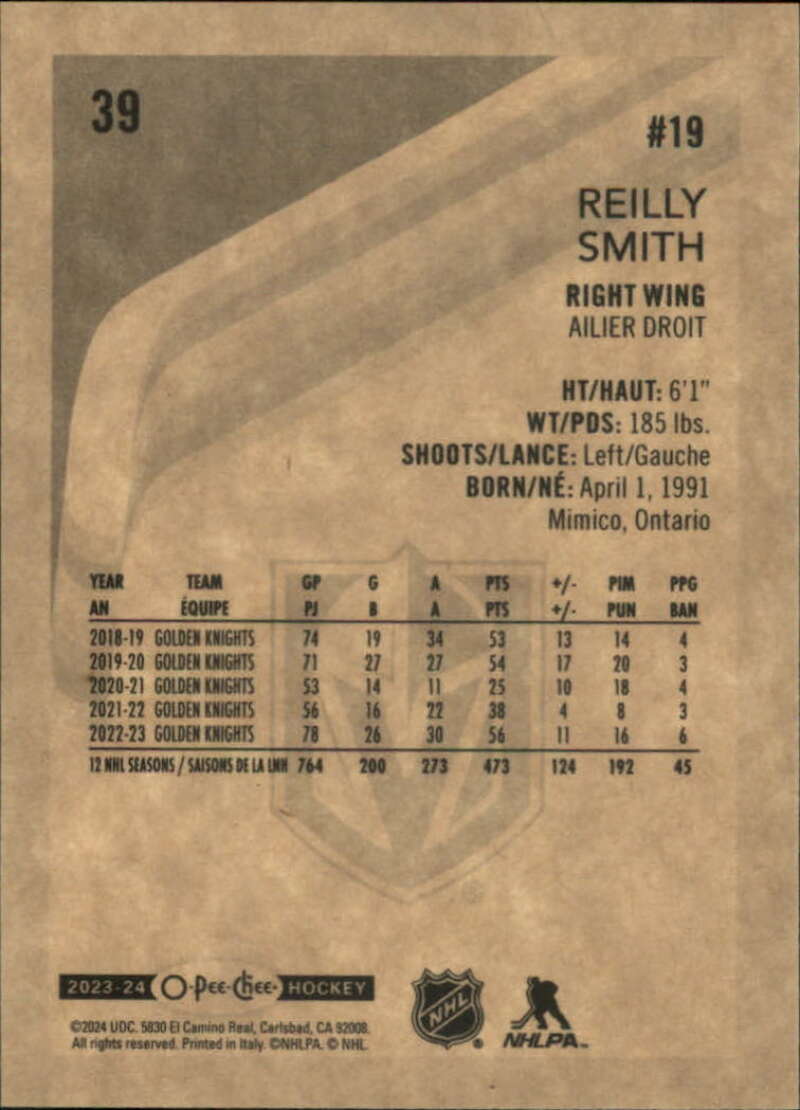 39
#19
REILLY
SMITH
RIGHT WING
AILIER DROIT
HT/HAUT: 6'1"
WT/PDS: 185 lbs.
SHOOTS/LANCE: Left/Gauche
BORN/NÉ: April 1, 1991
Mimico, Ontario
YEAR TEAM GP G A PTS +/- PIM PPG
AN ÉQUIPE PJ B A PTS +/- PUN BAN
2018-19 GOLDEN KNIGHTS 74 19 34 53 13 14 4
2019-20 GOLDEN KNIGHTS 71 27 27 54 17 20 3
2020-21 GOLDEN KNIGHTS 53 14 11 25 10 18 4
2021-22 GOLDEN KNIGHTS 56 16 22 38 4 8 3
2022-23 GOLDEN KNIGHTS 78 26 30 56 11 16 6
12 NHL SEASONS / SAISONS DE LA LNH 764 200 273 473 124 192 45
2023-24 O-Pee-Chee HOCKEY
NHL
NHLPA
©2024 UDC. 5830 El Camino Real, Carlsbad, CA 92008.
All rights reserved. Printed in Italy. ©NHLPA. © NHL.